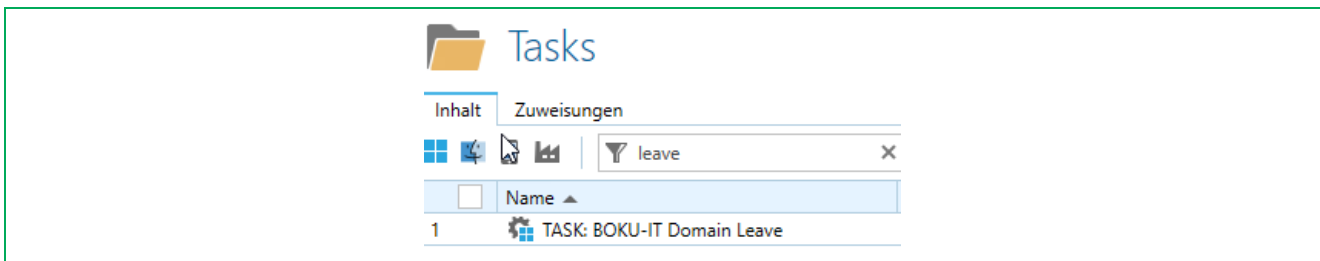 Tasks
Inhalt Zuweisungen
leave
Name
1 TASK: BOKU-IT Domain Leave